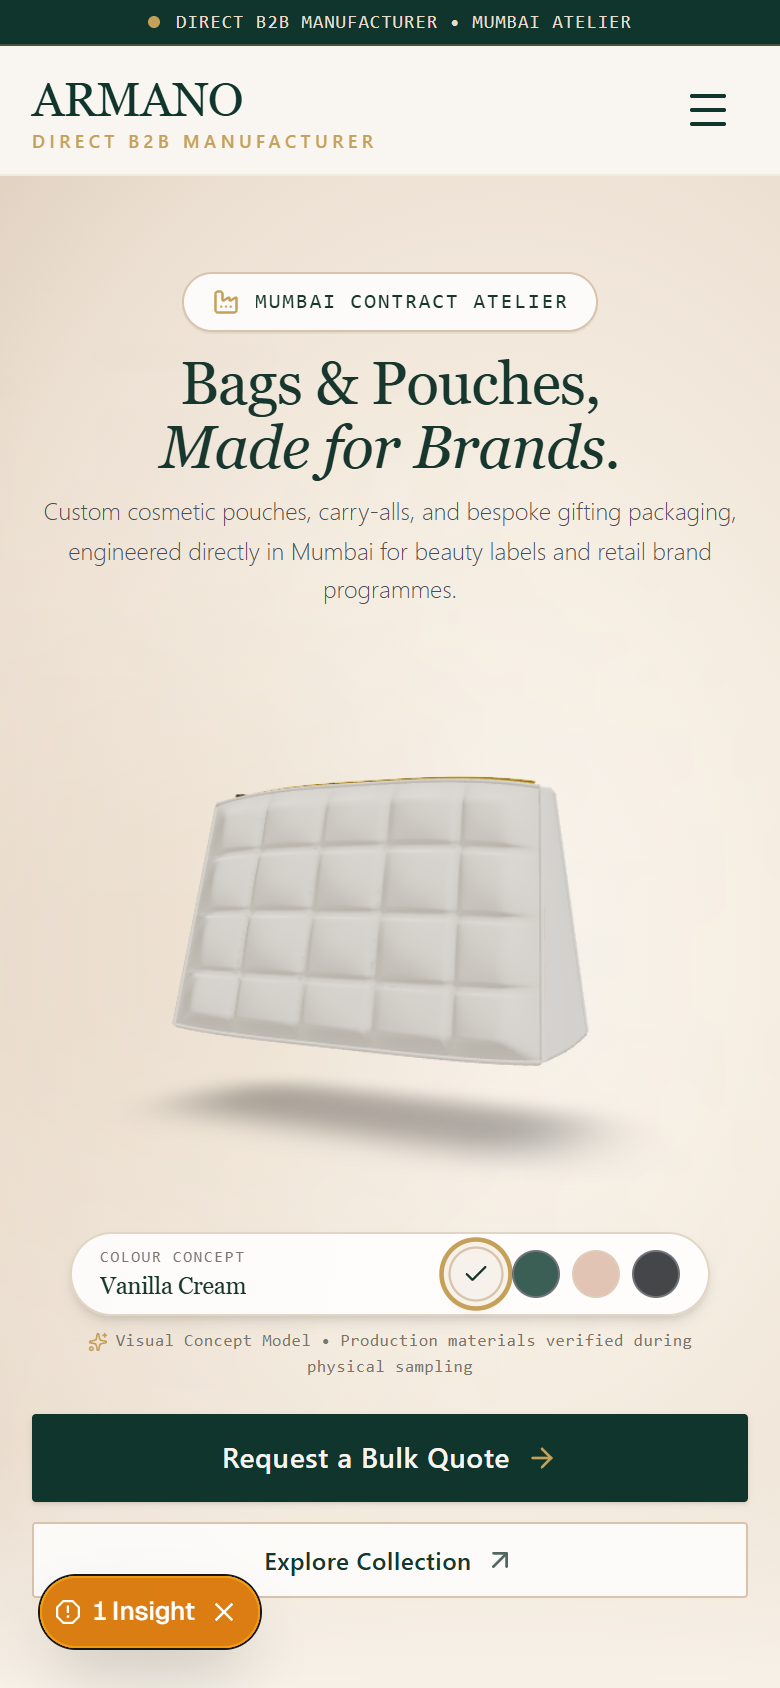 DIRECT B2B MANUFACTURER • MUMBAI ATELIER
ARMANO
DIRECT B2B MANUFACTURER
MUMBAI CONTRACT ATELIER
Bags & Pouches,
Made for Brands.
Custom cosmetic pouches, carry-alls, and bespoke gifting packaging,
engineered directly in Mumbai for beauty labels and retail brand
programmes.
COLOUR CONCEPT
Vanilla Cream
Visual Concept Model • Production materials verified during
physical sampling
Request a Bulk Quote
Explore Collection
1 Insight